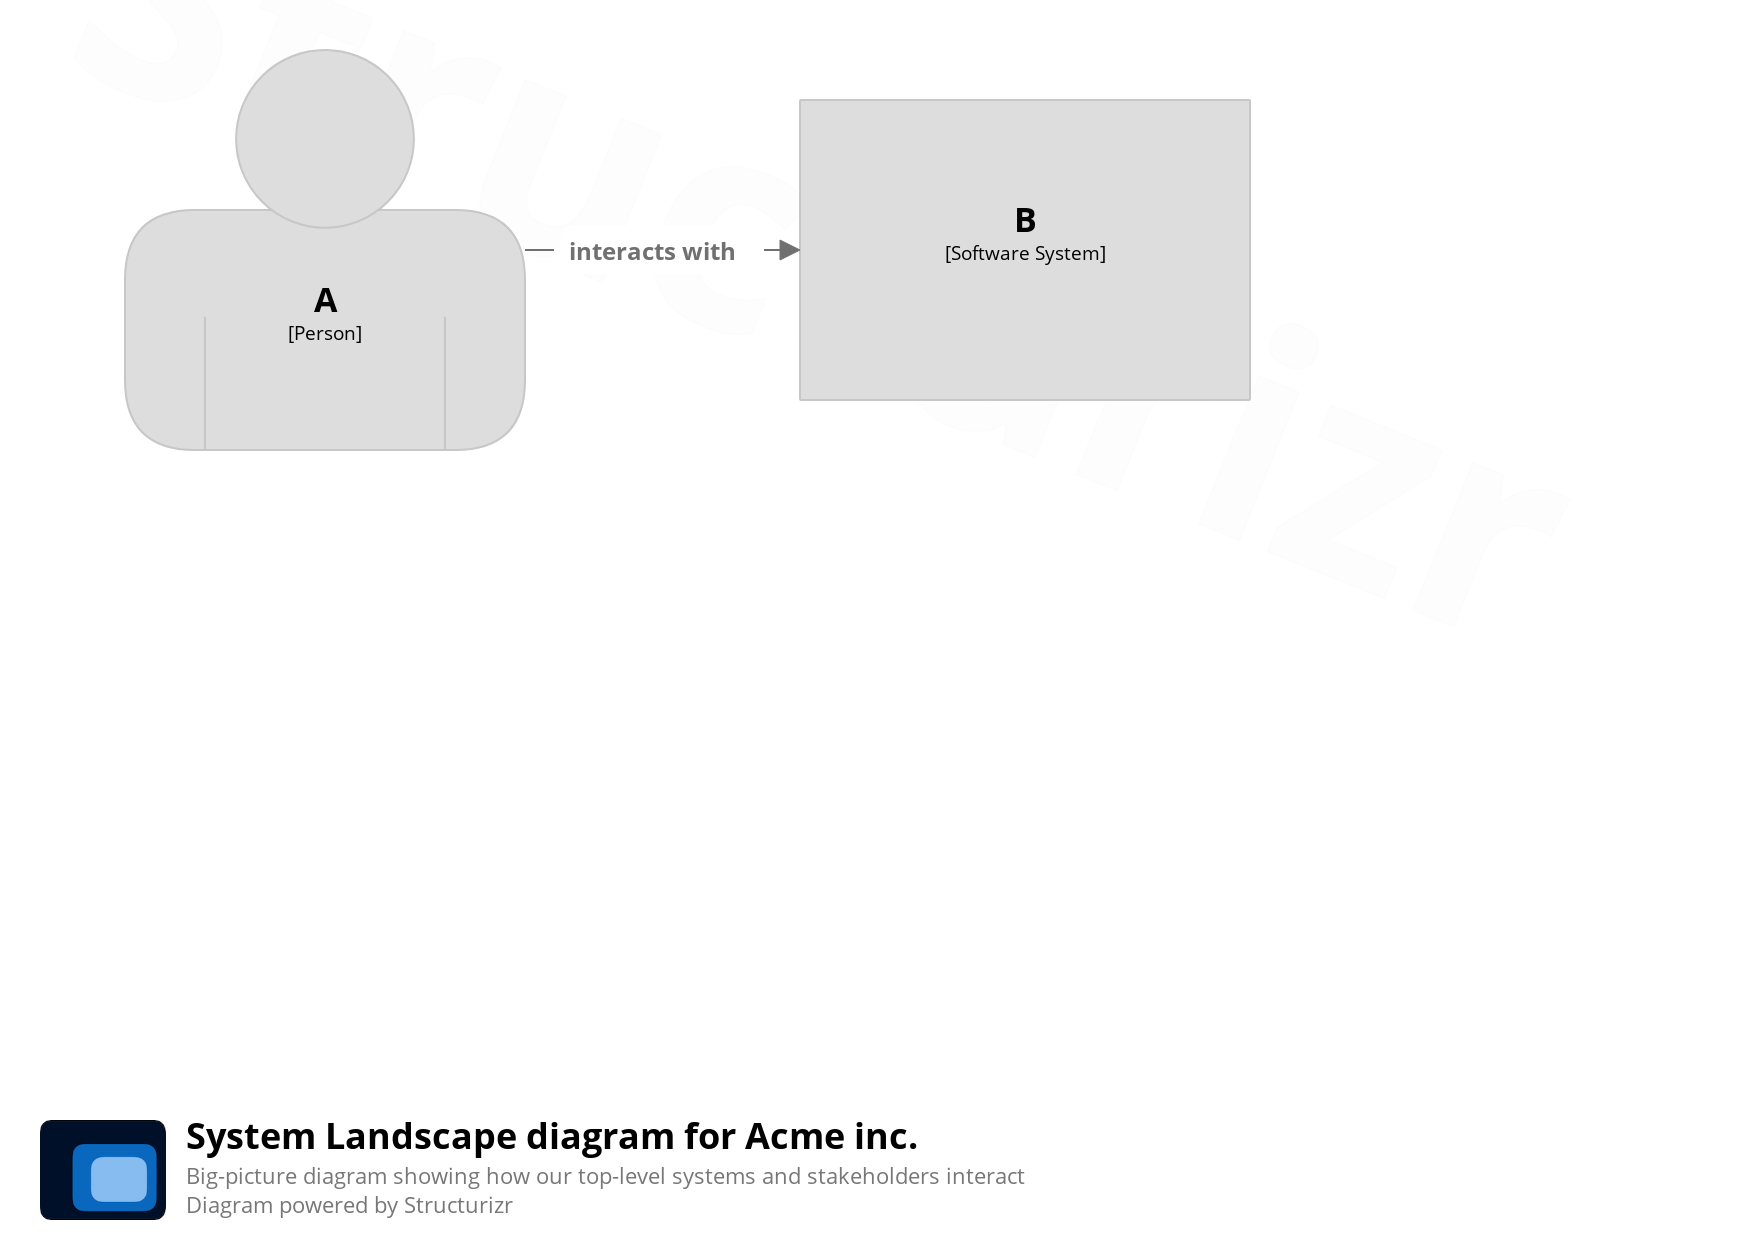 Structurizr
A
[Person]
interacts with
B
[Software System]
System Landscape diagram for Acme inc.
Big-picture diagram showing how our top-level systems and stakeholders interact
Diagram powered by Structurizr